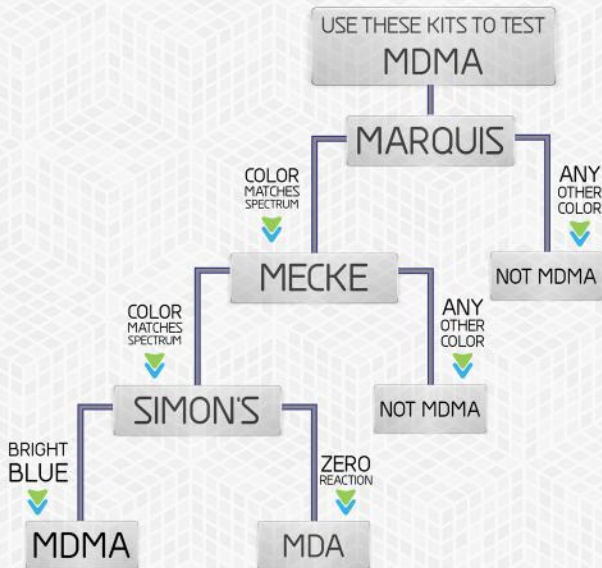 USE THESE KITS TO TEST
MDMA
MARQUIS
COLOR
MATCHES
SPECTRUM
ANY
OTHER
COLOR
MECKE
NOT MDMA
COLOR
MATCHES
SPECTRUM
ANY
OTHER
COLOR
SIMON'S
NOT MDMA
BRIGHT
BLUE
ZERO
REACTION
MDMA
MDA